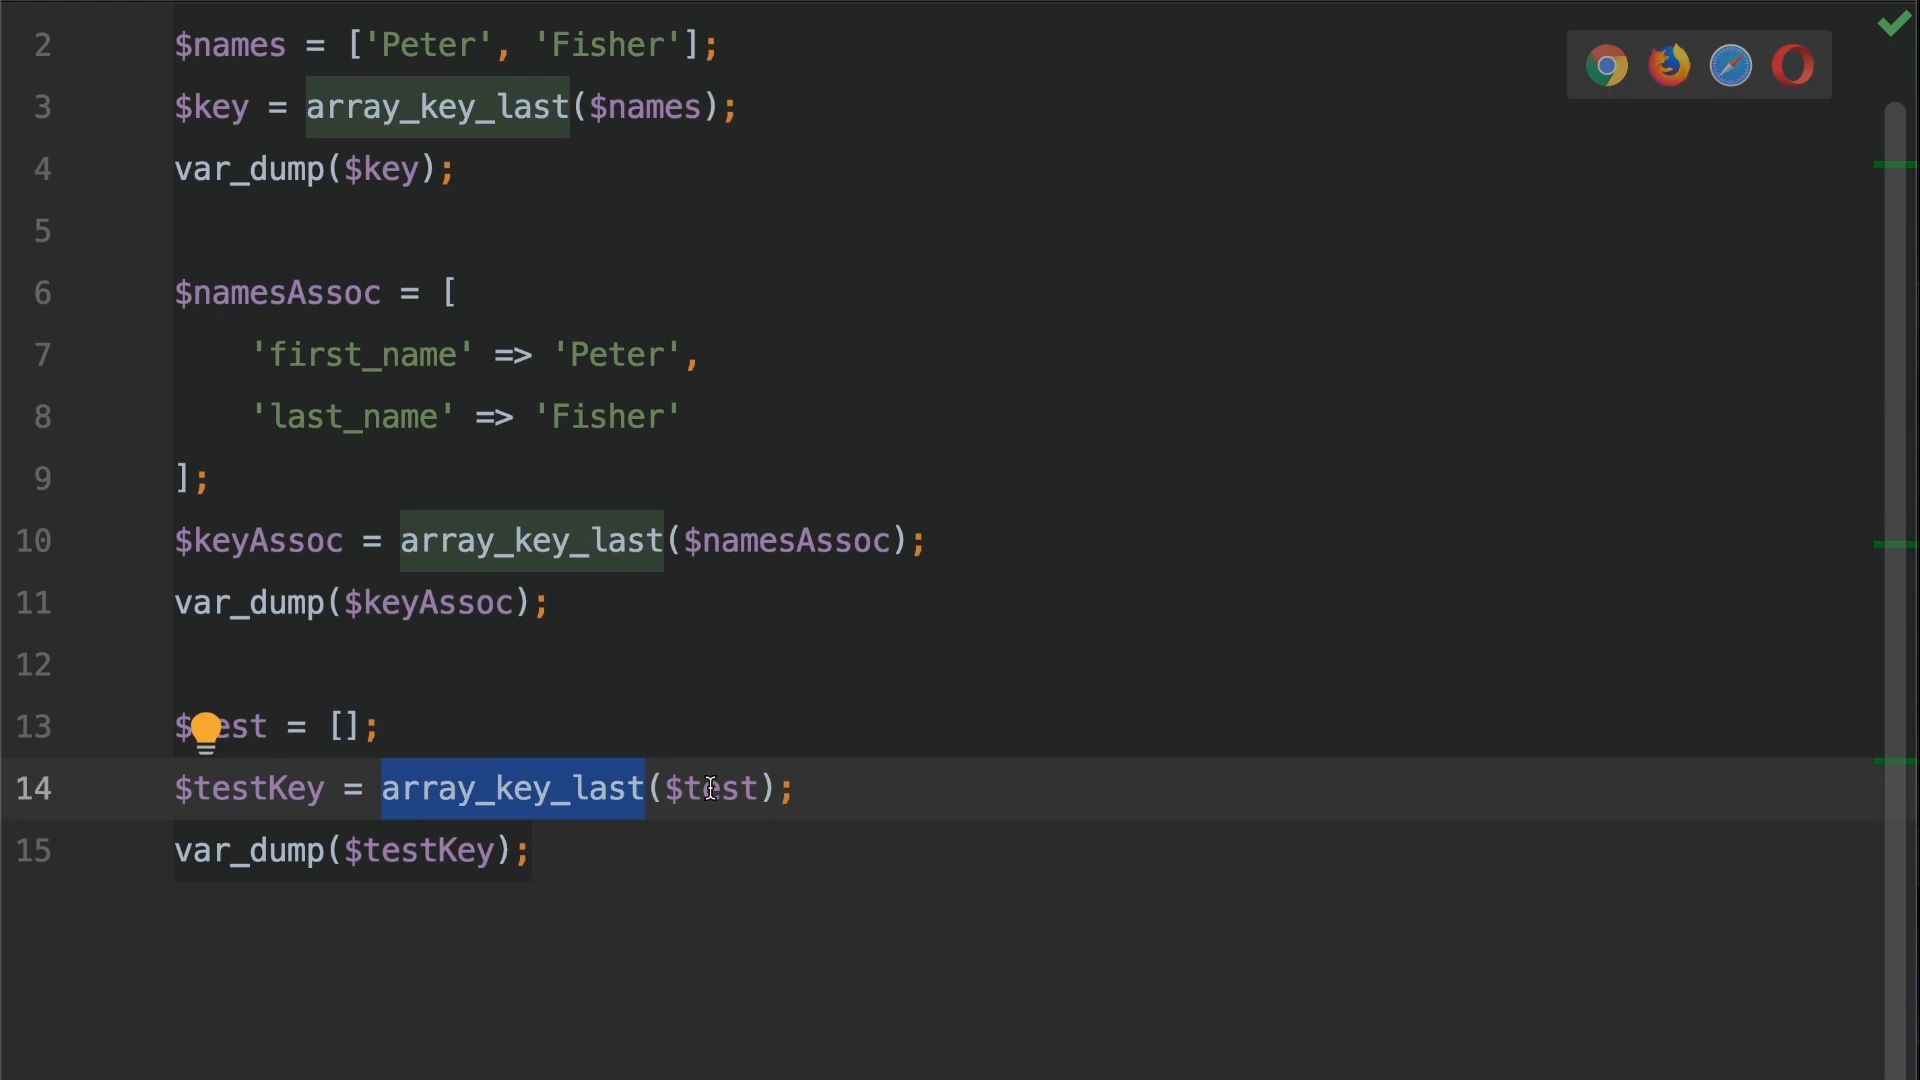 2 $names = ['Peter', 'Fisher'];
3 $key = array_key_last($names);
4 var_dump($key);
5
6 $namesAssoc = [
7 'first_name' => 'Peter',
8 'last_name' => 'Fisher'
9 ];
10 $keyAssoc = array_key_last($namesAssoc);
11 var_dump($keyAssoc);
12
13 $test = [];
14 $testKey = array_key_last($test);
15 var_dump($testKey);